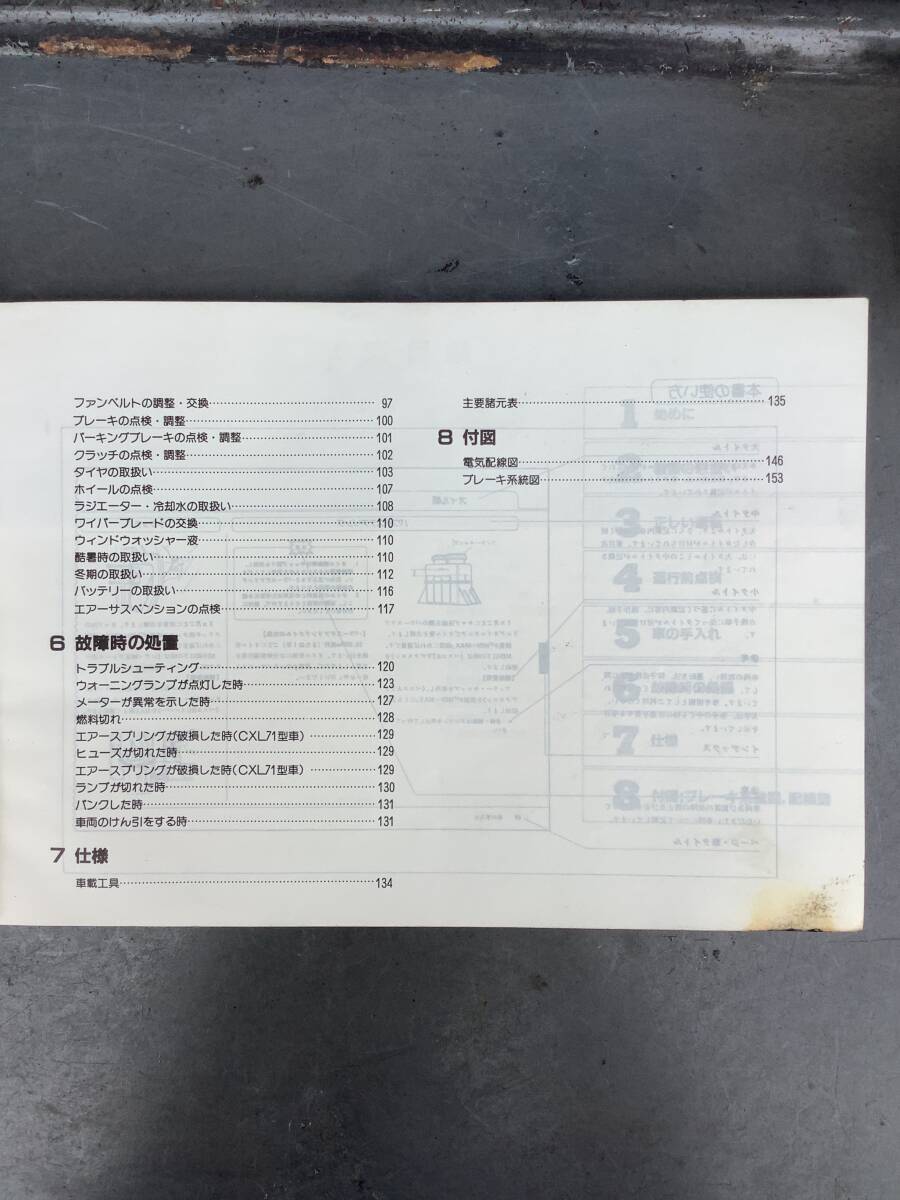 ファンベルトの調整・交換 97
ブレーキの点検・調整 100
パーキングブレーキの点検・調整 101
クラッチの点検・調整 102
タイヤの取扱い 103
ホイールの点検 107
ラジエーター・冷却水の取扱い 108
ワイパーブレードの交換 110
ウィンドウオッシャー液 110
酷暑時の取扱い 110
冬期の取扱い 112
バッテリーの取扱い 116
エアーサスペンションの点検 117
6 故障時の処置
トラブルシューティング 120
ウォーニングランプが点灯した時 123
メーターが異常を示した時 127
燃料切れ 128
エアースプリングが破損した時(CXL71型車) 129
ヒューズが切れた時 129
エアースプリングが破損した時(CXL71型車) 129
ランプが切れた時 130
パンクした時 131
車両のけん引をする時 131
7 仕様
車載工具 134
主要諸元表 135
8 付図
電気配線図 146
ブレーキ系統図 153